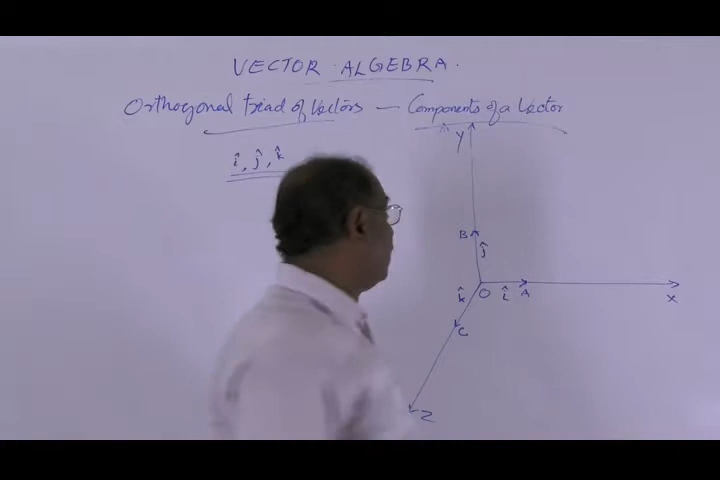 VECTOR ALGEBRA.
Orthogonal triad of Vectors — Components of a Vector
î, ĵ, k̂
Y
B
ĵ
k̂ O î A
X
C
Z